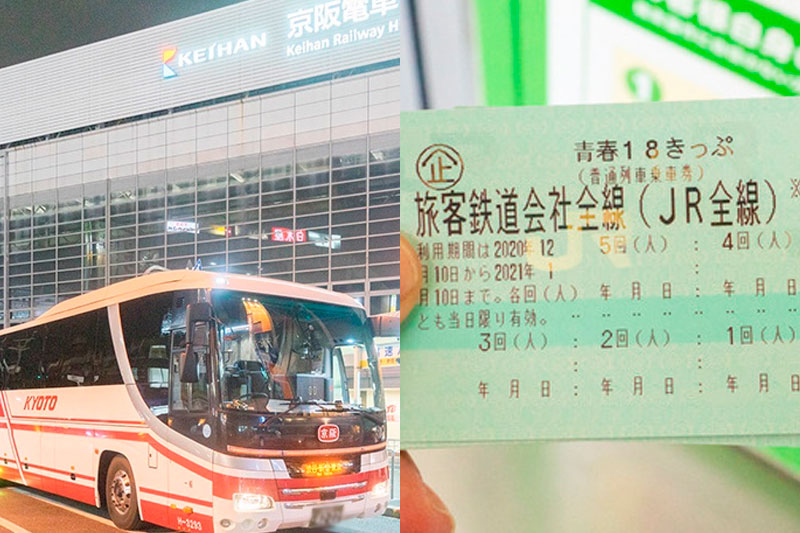 京阪電車
KEIHAN
Keihan Railway
KYOTO
京阪
H-3293
企
青春18きっぷ
(普通列車乗車券)
旅客鉄道会社全線(JR全線)
利用期間は2020年12
月10日から2021年1
月10日まで。各回(人)
とも当日限り有効。
5回(人) : 4回(人)
年 月 日 : 年 月 日
3回(人) : 2回(人) : 1回(人)
年 月 日 : 年 月 日 : 年 月 日